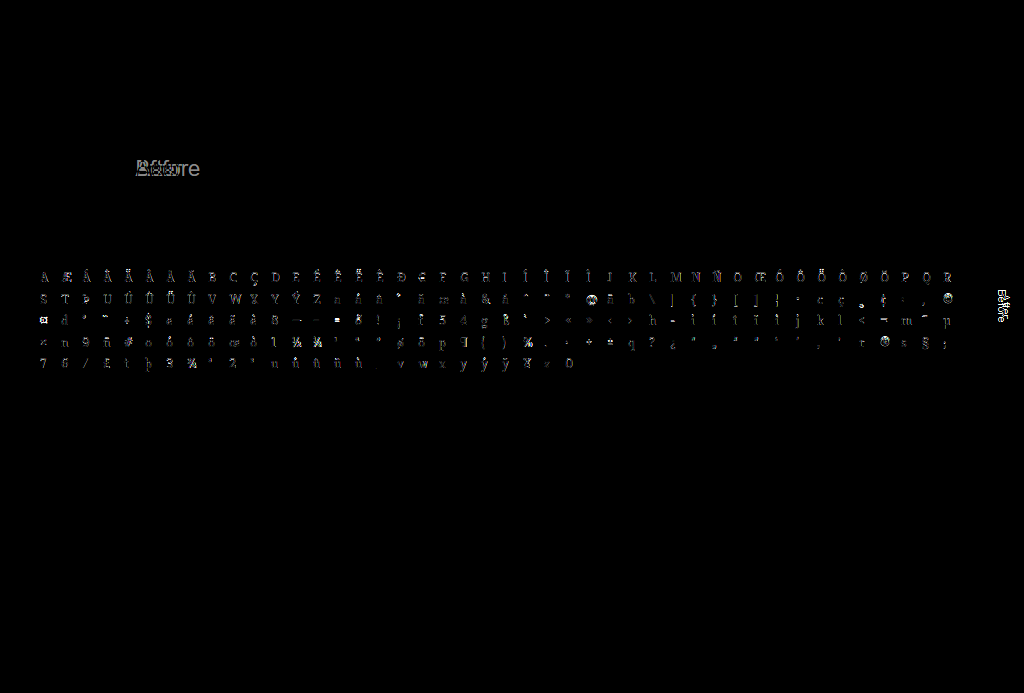 Before
A Æ Á Â Ä À Å Ã B C Ç D E É Ê Ë È Ð € F G H I Í Î Ï Ì J K L M N Ñ O Œ Ó Ô Ö Ò Ø Õ P Q R
S T Þ U Ú Û Ü Ù V W X Y Ý Z a á â ´ ä æ à & å ^ ~ * @ ã b \ | { } [ ] · c ç ¸ ¢ : , ©
¤ d ÷ $ e é ê ë è 8 = ð ! ¡ f 5 4 g ß ` > « » ‹ › h - i í î ï ì j k l < ¬ m ¯ µ
× n 9 ñ # o ó ô ö œ ò 1 ½ ¼ ¹ ª º ø õ p ¶ ( ) % . · + ± q ? ¿ " „ “ ” ‘ ’ ‚ ' r ® s § ;
7 6 / £ t þ 3 ¾ ³ 2 ² u ú û ü ù v w x y ý ÿ ¥ z 0
After
Before